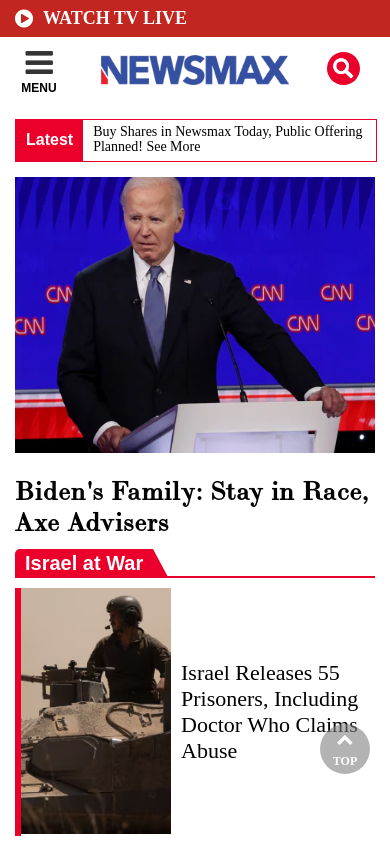 WATCH TV LIVE
MENU
NEWSMAX
Latest
Buy Shares in Newsmax Today, Public Offering
Planned! See More
CNN
CNN
CNN
CNN
CNN
Biden's Family: Stay in Race,
Axe Advisers
Israel at War
Israel Releases 55
Prisoners, Including
Doctor Who Claims
Abuse
TOP